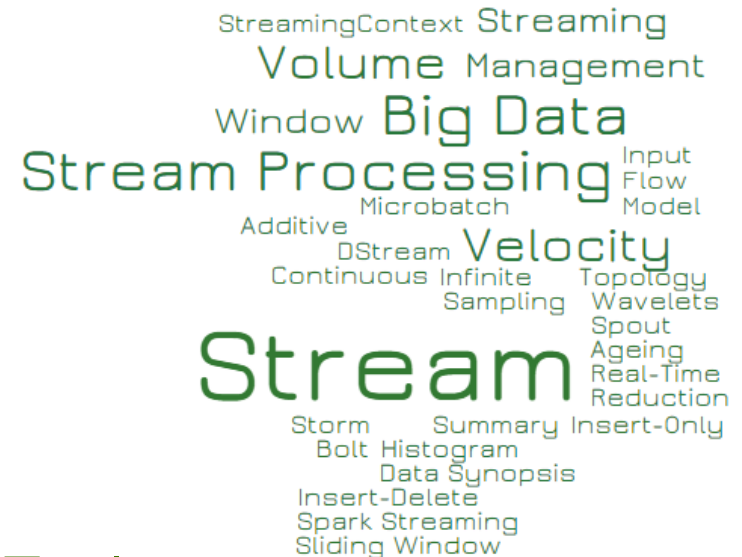 StreamingContext Streaming
Volume Management
Window Big Data
Stream Processing Input
Flow
Microbatch Model
Additive
DStream Velocity
Continuous Infinite Topology
Sampling Wavelets
Spout
Ageing
Stream Real-Time
Reduction
Storm Summary Insert-Only
Bolt Histogram
Data Synopsis
Insert-Delete
Spark Streaming
Sliding Window